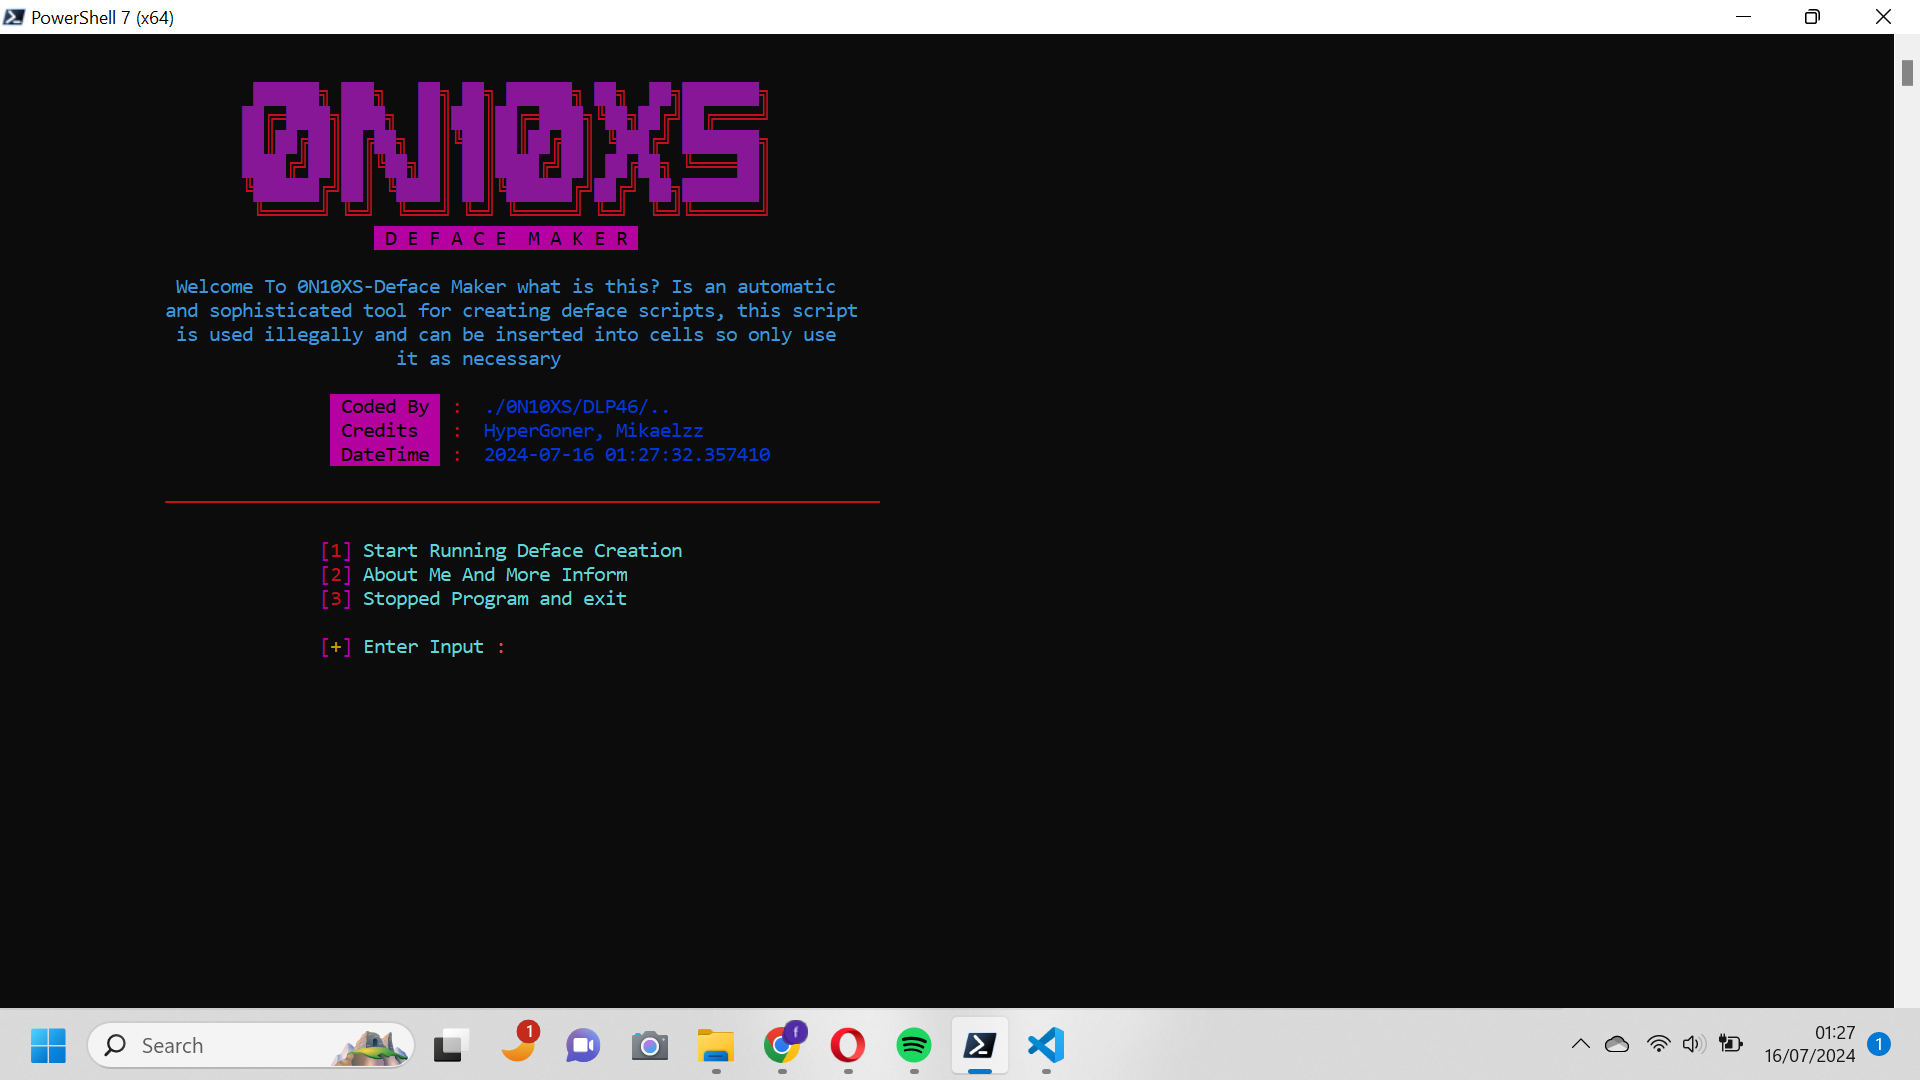 PowerShell 7 (x64)
0N10XS
DEFACE MAKER
Welcome To 0N10XS-Deface Maker what is this? Is an automatic
and sophisticated tool for creating deface scripts, this script
is used illegally and can be inserted into cells so only use
it as necessary
Coded By : ./0N10XS/DLP46/..
Credits : HyperGoner, Mikaelzz
DateTime : 2024-07-16 01:27:32.357410
[1] Start Running Deface Creation
[2] About Me And More Inform
[3] Stopped Program and exit
[+] Enter Input :
Search
1
f
01:27
16/07/2024
1